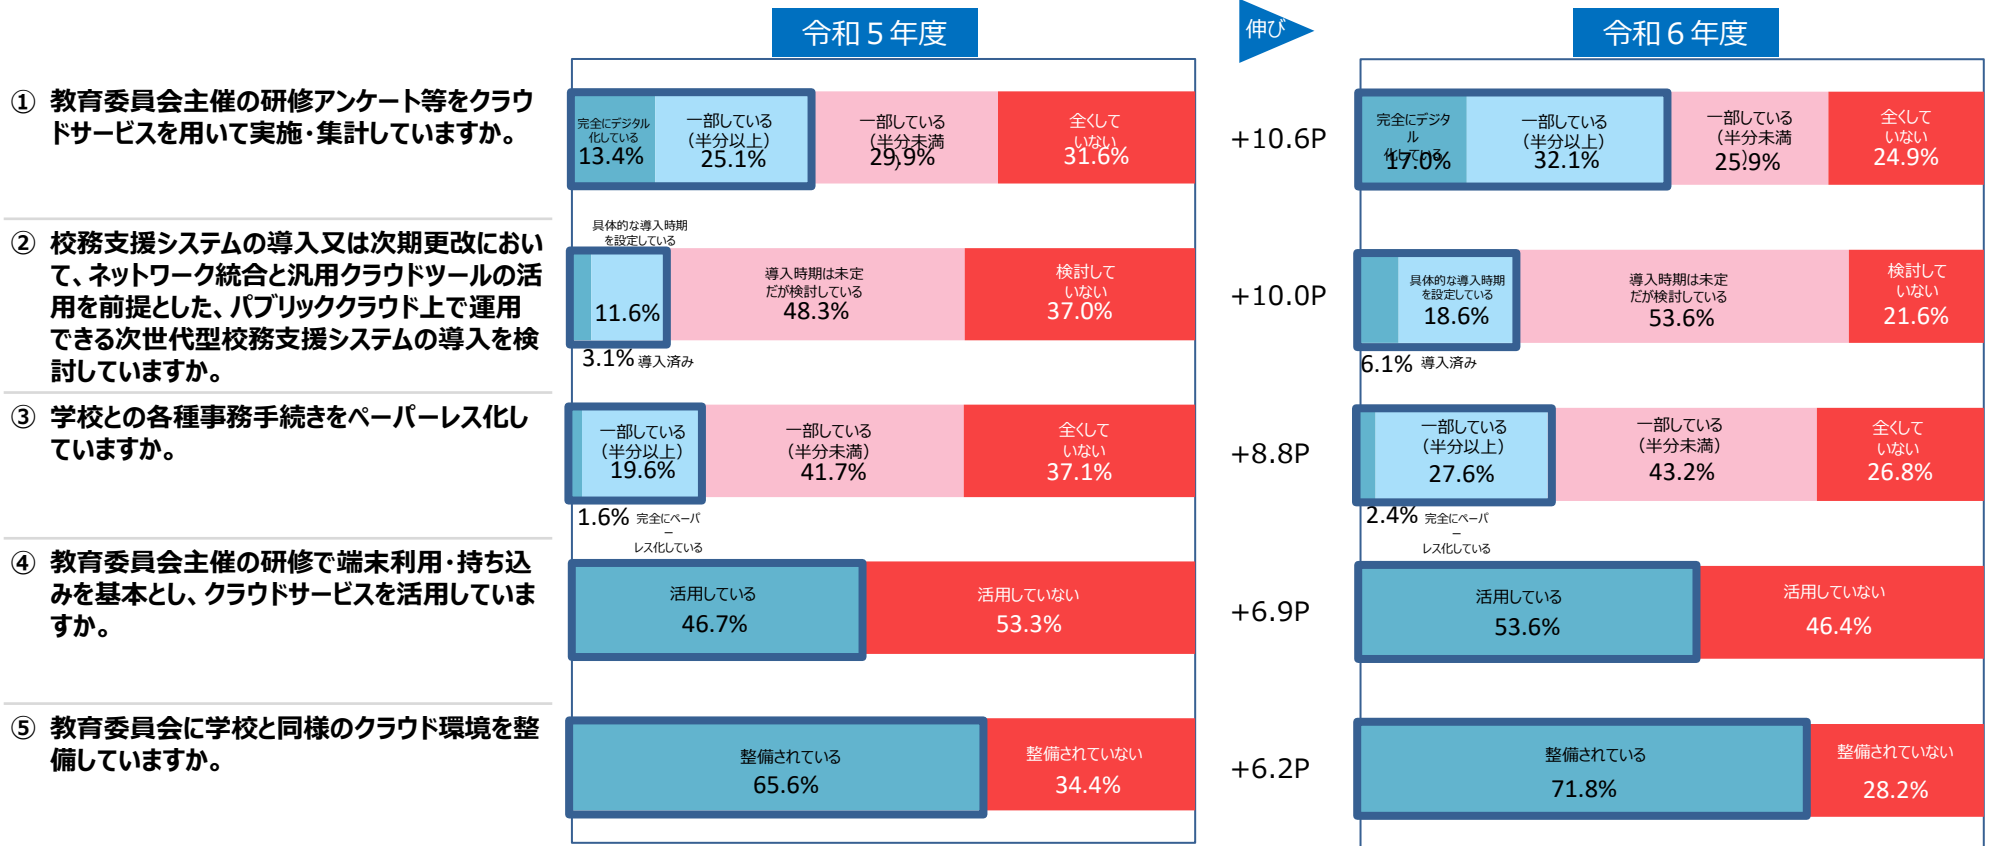 令和５年度
伸び
令和６年度
① 教育委員会主催の研修アンケート等をクラウ
ドサービスを用いて実施・集計していますか。
完全にデジタル
化している
13.4%
一部している
（半分以上）
25.1%
一部している
（半分未満
）
29.9%
全くして
いない
31.6%
+10.6P
完全にデジタ
ル
化している
17.0%
一部している
（半分以上）
32.1%
一部している
（半分未満
）
25.9%
全くして
いない
24.9%
② 校務支援システムの導入又は次期更改におい
て、ネットワーク統合と汎用クラウドツールの活
用を前提とした、パブリッククラウド上で運用
できる次世代型校務支援システムの導入を検
討していますか。
具体的な導入時期
を設定している
11.6%
導入時期は未定
だが検討している
48.3%
検討して
いない
37.0%
3.1% 導入済み
+10.0P
具体的な導入時期
を設定している
18.6%
導入時期は未定
だが検討している
53.6%
検討して
いない
21.6%
6.1% 導入済み
③ 学校との各種事務手続きをペーパーレス化し
ていますか。
一部している
（半分以上）
19.6%
一部している
（半分未満）
41.7%
全くして
いない
37.1%
1.6% 完全にペーパ
ー
レス化している
+8.8P
一部している
（半分以上）
27.6%
一部している
（半分未満）
43.2%
全くして
いない
26.8%
2.4% 完全にペーパ
ー
レス化している
④ 教育委員会主催の研修で端末利用・持ち込
みを基本とし、クラウドサービスを活用していま
すか。
活用している
46.7%
活用していない
53.3%
+6.9P
活用している
53.6%
活用していない
46.4%
⑤ 教育委員会に学校と同様のクラウド環境を整
備していますか。
整備されている
65.6%
整備されていない
34.4%
+6.2P
整備されている
71.8%
整備されていない
28.2%